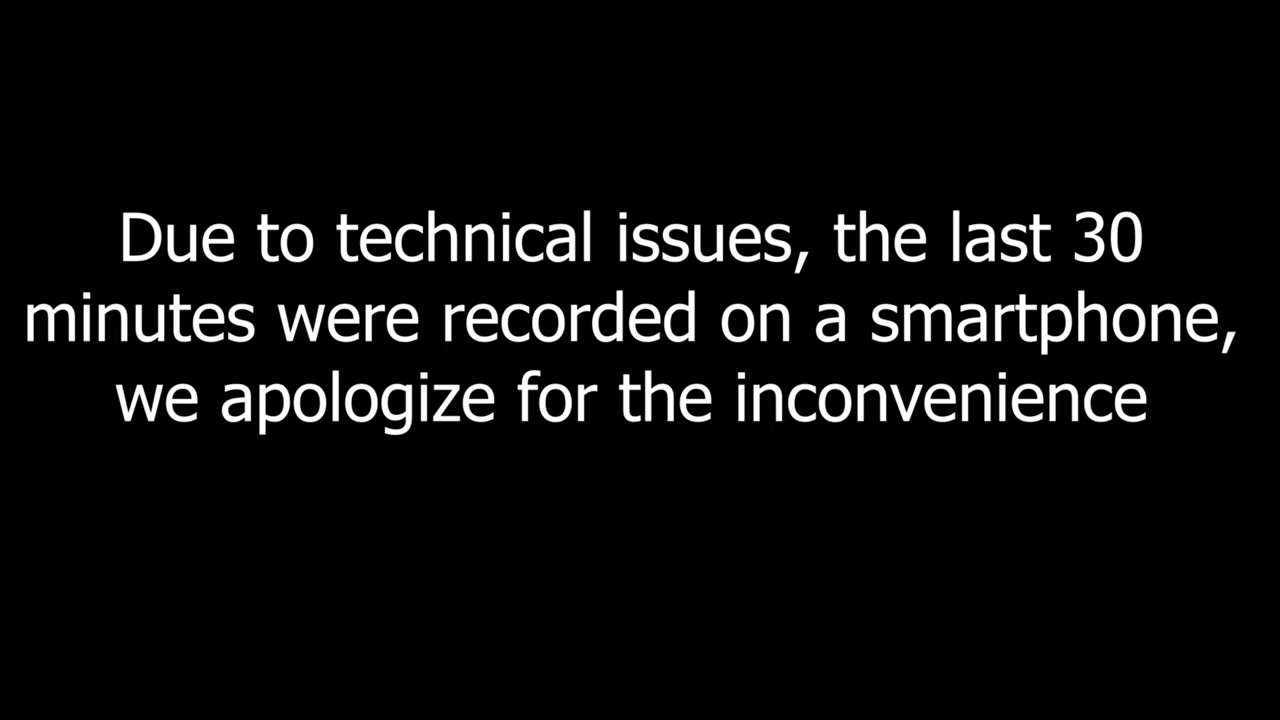 Due to technical issues, the last 30
minutes were recorded on a smartphone,
we apologize for the inconvenience